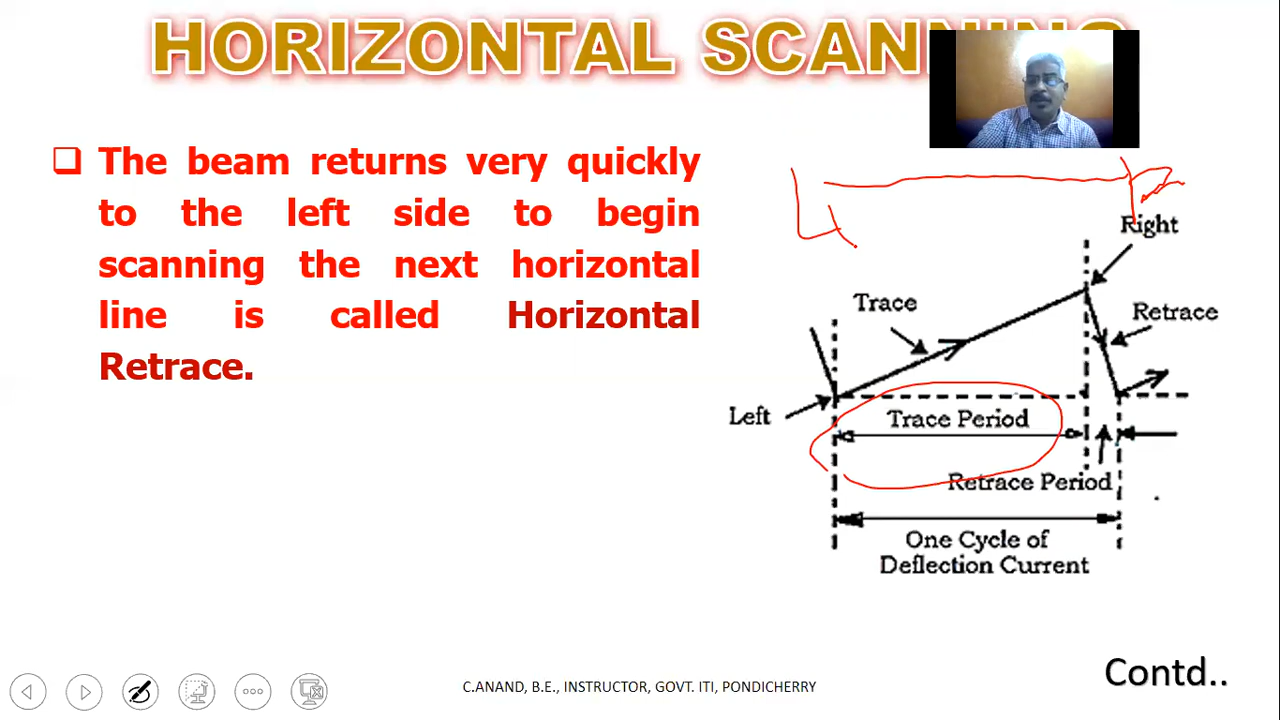 HORIZONTAL SCANNING
❑ The beam returns very quickly
to the left side to begin
scanning the next horizontal
line is called Horizontal
Retrace.
L
R
Right
Trace
Retrace
Left
Trace Period
Retrace Period
One Cycle of
Deflection Current
Contd..
C.ANAND, B.E., INSTRUCTOR, GOVT. ITI, PONDICHERRY